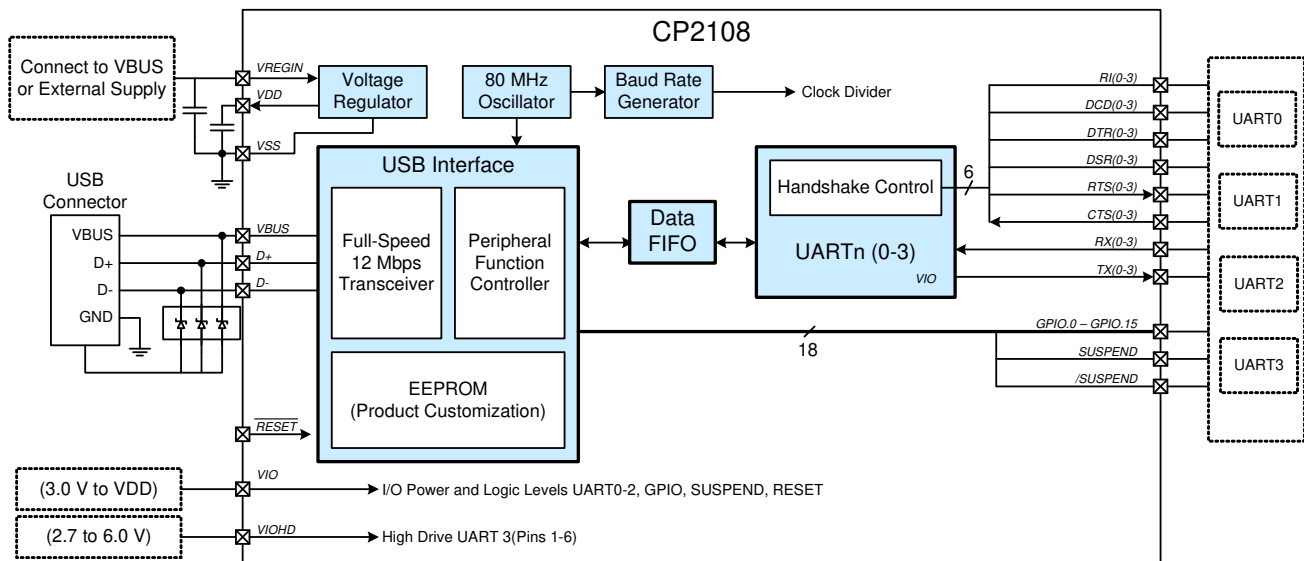 CP2108
Connect to VBUS
or External Supply
VREGIN
VDD
VSS
Voltage
Regulator
80 MHz
Oscillator
Baud Rate
Generator
Clock Divider
USB
Connector
VBUS
D+
D-
GND
VBUS
D+
D-
USB Interface
Full-Speed
12 Mbps
Transceiver
Peripheral
Function
Controller
EEPROM
(Product Customization)
RESET
Data
FIFO
Handshake Control
UARTn (0-3)
VIO
6
18
RI(0-3)
DCD(0-3)
DTR(0-3)
DSR(0-3)
RTS(0-3)
CTS(0-3)
RX(0-3)
TX(0-3)
GPIO.0 – GPIO.15
SUSPEND
/SUSPEND
UART0
UART1
UART2
UART3
(3.0 V to VDD)
VIO
I/O Power and Logic Levels UART0-2, GPIO, SUSPEND, RESET
(2.7 to 6.0 V)
VIOHD
High Drive UART 3(Pins 1-6)